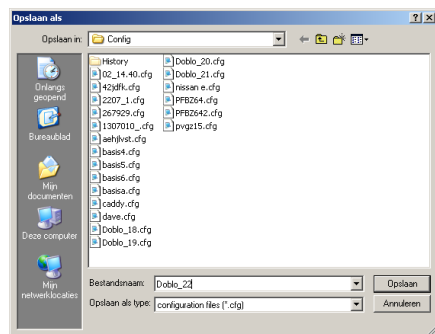 Opslaan als
Opslaan in:
Config
Onlangs geopend
Bureaublad
Mijn documenten
Deze computer
Mijn netwerklocaties
History
02_14.40.cfg
42jdfk.cfg
2207_1.cfg
267929.cfg
1307010_.cfg
aehjlvst.cfg
basis4.cfg
basis5.cfg
basis6.cfg
basisa.cfg
caddy.cfg
dave.cfg
Doblo_18.cfg
Doblo_19.cfg
Doblo_20.cfg
Doblo_21.cfg
nissan e.cfg
PFBZ64.cfg
PFBZ642.cfg
pvgz15.cfg
Bestandsnaam:
Doblo_22
Opslaan
Opslaan als type:
configuration files (*.cfg)
Annuleren